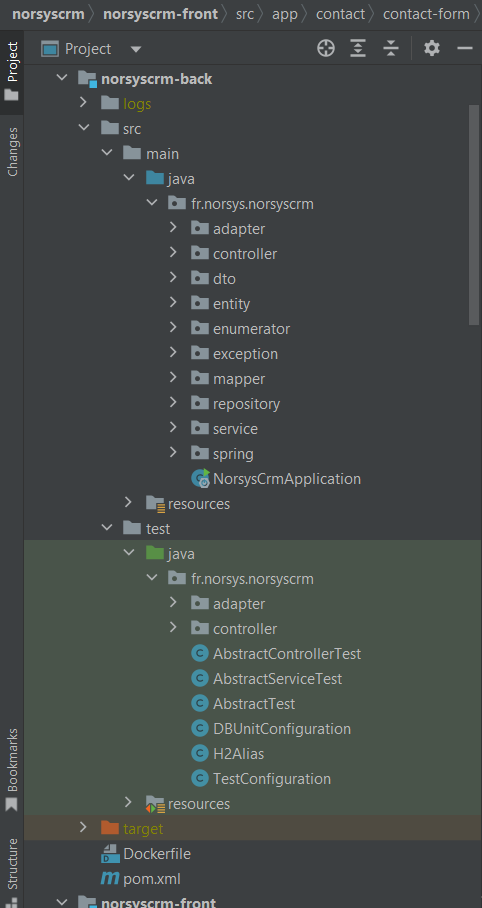 norsyscrm norsyscrm-front src app contact contact-form
Project
Project
Changes
norsyscrm-back
logs
src
main
java
fr.norsys.norsyscrm
adapter
controller
dto
entity
enumerator
exception
mapper
repository
service
spring
NorsysCrmApplication
resources
test
java
fr.norsys.norsyscrm
adapter
controller
AbstractControllerTest
AbstractServiceTest
AbstractTest
DBUnitConfiguration
H2Alias
TestConfiguration
resources
target
Dockerfile
pom.xml
norsyscrm-front
Bookmarks
Structure